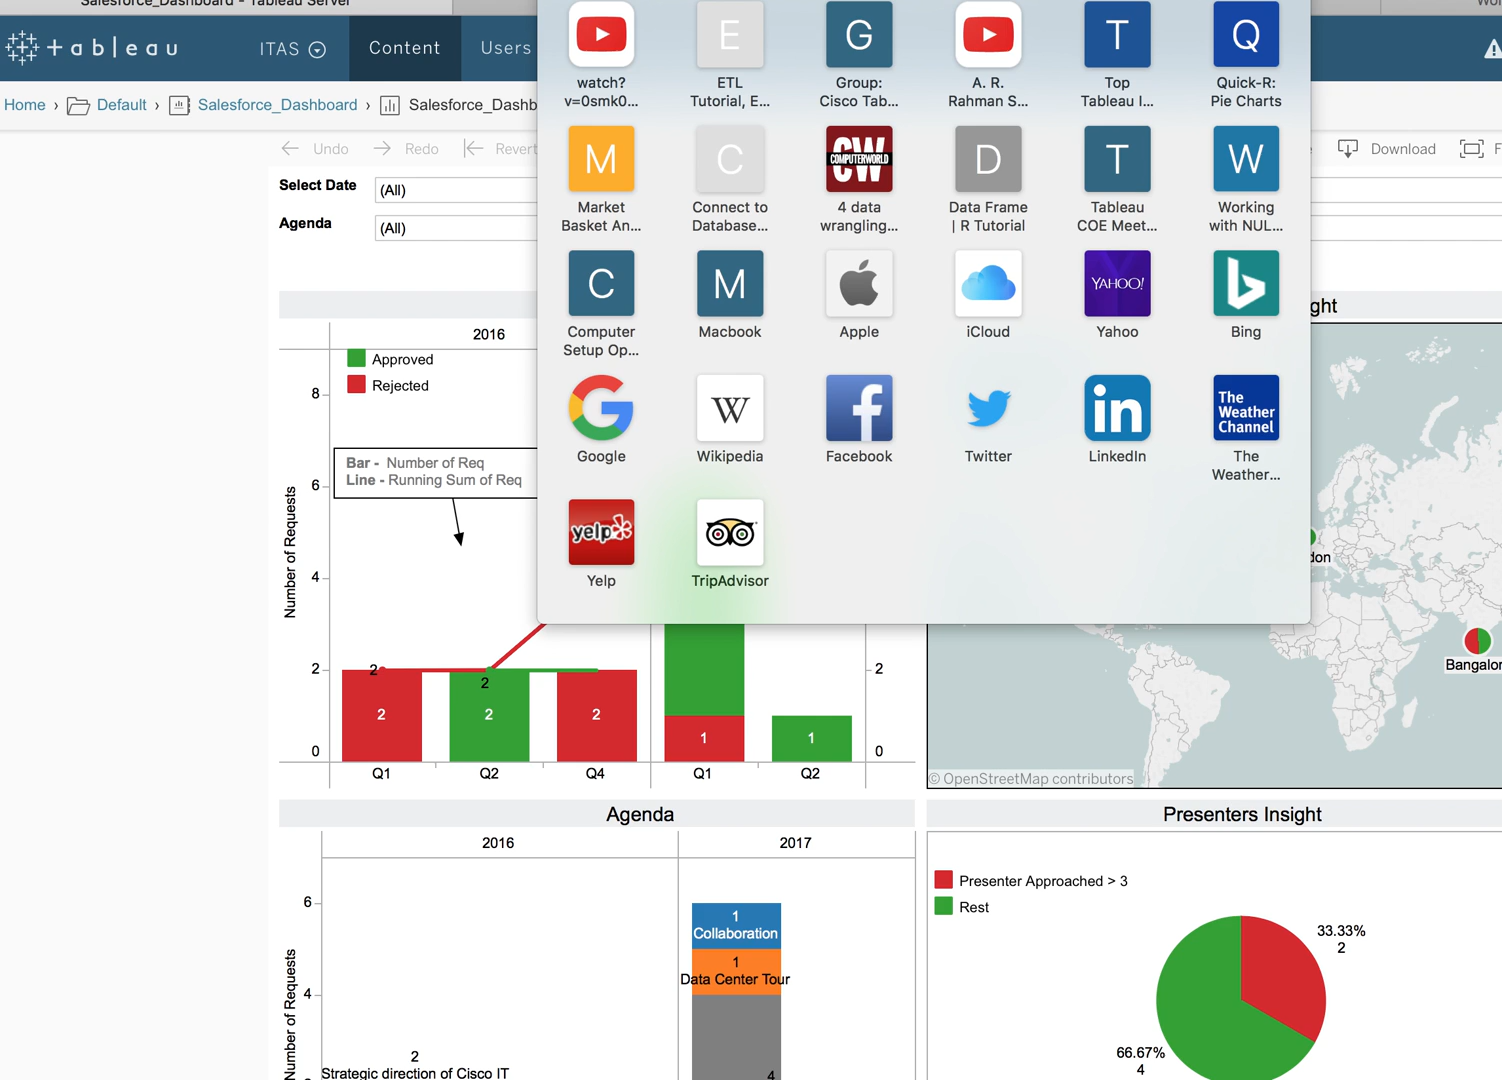 Salesforce_Dashboard - Tableau Server
+ a b l e a u
ITAS
Content
Users
Home › Default › Salesforce_Dashboard › Salesforce_Dashb
Undo
Redo
Revert
Download
F
Select Date
(All)
Agenda
(All)
watch?
v=0smk0...
E
ETL
Tutorial, E...
G
Group:
Cisco Tab...
A. R.
Rahman S...
T
Top
Tableau I...
Q
Quick-R:
Pie Charts
M
Market
Basket An...
C
Connect to
Database...
CW
COMPUTERWORLD
4 data
wrangling...
D
Data Frame
| R Tutorial
T
Tableau
COE Meet...
W
Working
with NUL...
C
Computer
Setup Op...
M
Macbook
Apple
iCloud
YAHOO!
Yahoo
Bing
Google
W
Wikipedia
f
Facebook
Twitter
in
LinkedIn
The
Weather
Channel
The
Weather...
yelp
Yelp
TripAdvisor
ght
2016
Approved
Rejected
Bar - Number of Req
Line - Running Sum of Req
Number of Requests
8
6
4
2
0
2
2
2
2
2
1
1
2
0
Q1
Q2
Q4
Q1
Q2
don
Bangalor
© OpenStreetMap contributors
Agenda
2016
2017
Number of Requests
6
4
1
Collaboration
1
Data Center Tour
4
2
Strategic direction of Cisco IT
Presenters Insight
Presenter Approached > 3
Rest
33.33%
2
66.67%
4